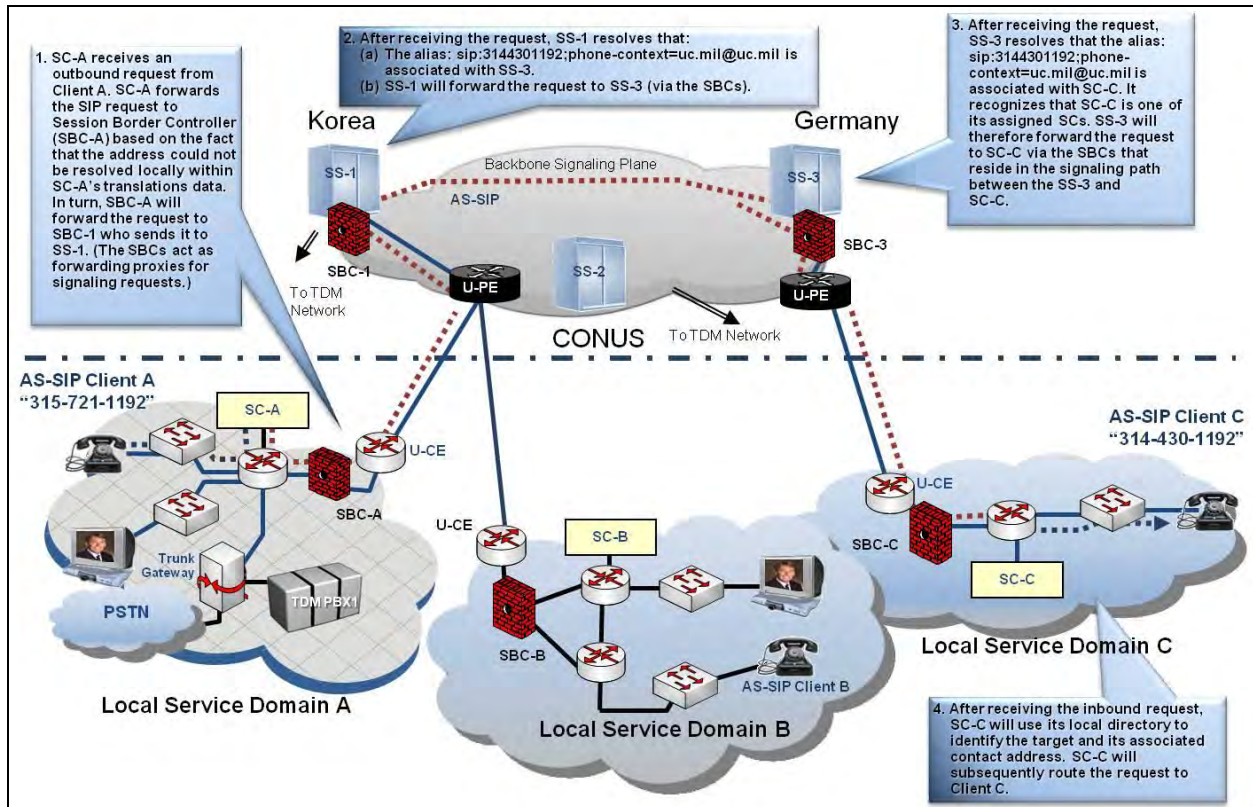 1. SC-A receives an
outbound request from
Client A. SC-A forwards
the SIP request to
Session Border Controller
(SBC-A) based on the fact
that the address could not
be resolved locally within
SC-A's translations data.
In turn, SBC-A will
forward the request to
SBC-1 who sends it to
SS-1. (The SBCs act as
forwarding proxies for
signaling requests.)
2. After receiving the request, SS-1 resolves that:
(a) The alias: sip:3144301192;phone-context=uc.mil@uc.mil is
associated with SS-3.
(b) SS-1 will forward the request to SS-3 (via the SBCs).
3. After receiving the request,
SS-3 resolves that the alias:
sip:3144301192;phone-
context=uc.mil@uc.mil is
associated with SC-C. It
recognizes that SC-C is one of
its assigned SCs. SS-3 will
therefore forward the request
to SC-C via the SBCs that
reside in the signaling path
between the SS-3 and
SC-C.
Korea
Germany
Backbone Signaling Plane
SS-1
SS-3
AS-SIP
SBC-1
SS-2
SBC-3
U-PE
U-PE
To TDM
Network
CONUS
To TDM Network
AS-SIP Client A
"315-721-1192"
SC-A
U-CE
SBC-A
Trunk
Gateway
TDM PBX1
PSTN
Local Service Domain A
U-CE
SC-B
SBC-B
AS-SIP Client B
Local Service Domain B
AS-SIP Client C
"314-430-1192"
U-CE
SBC-C
SC-C
Local Service Domain C
4. After receiving the inbound request,
SC-C will use its local directory to
identify the target and its associated
contact address. SC-C will
subsequently route the request to
Client C.